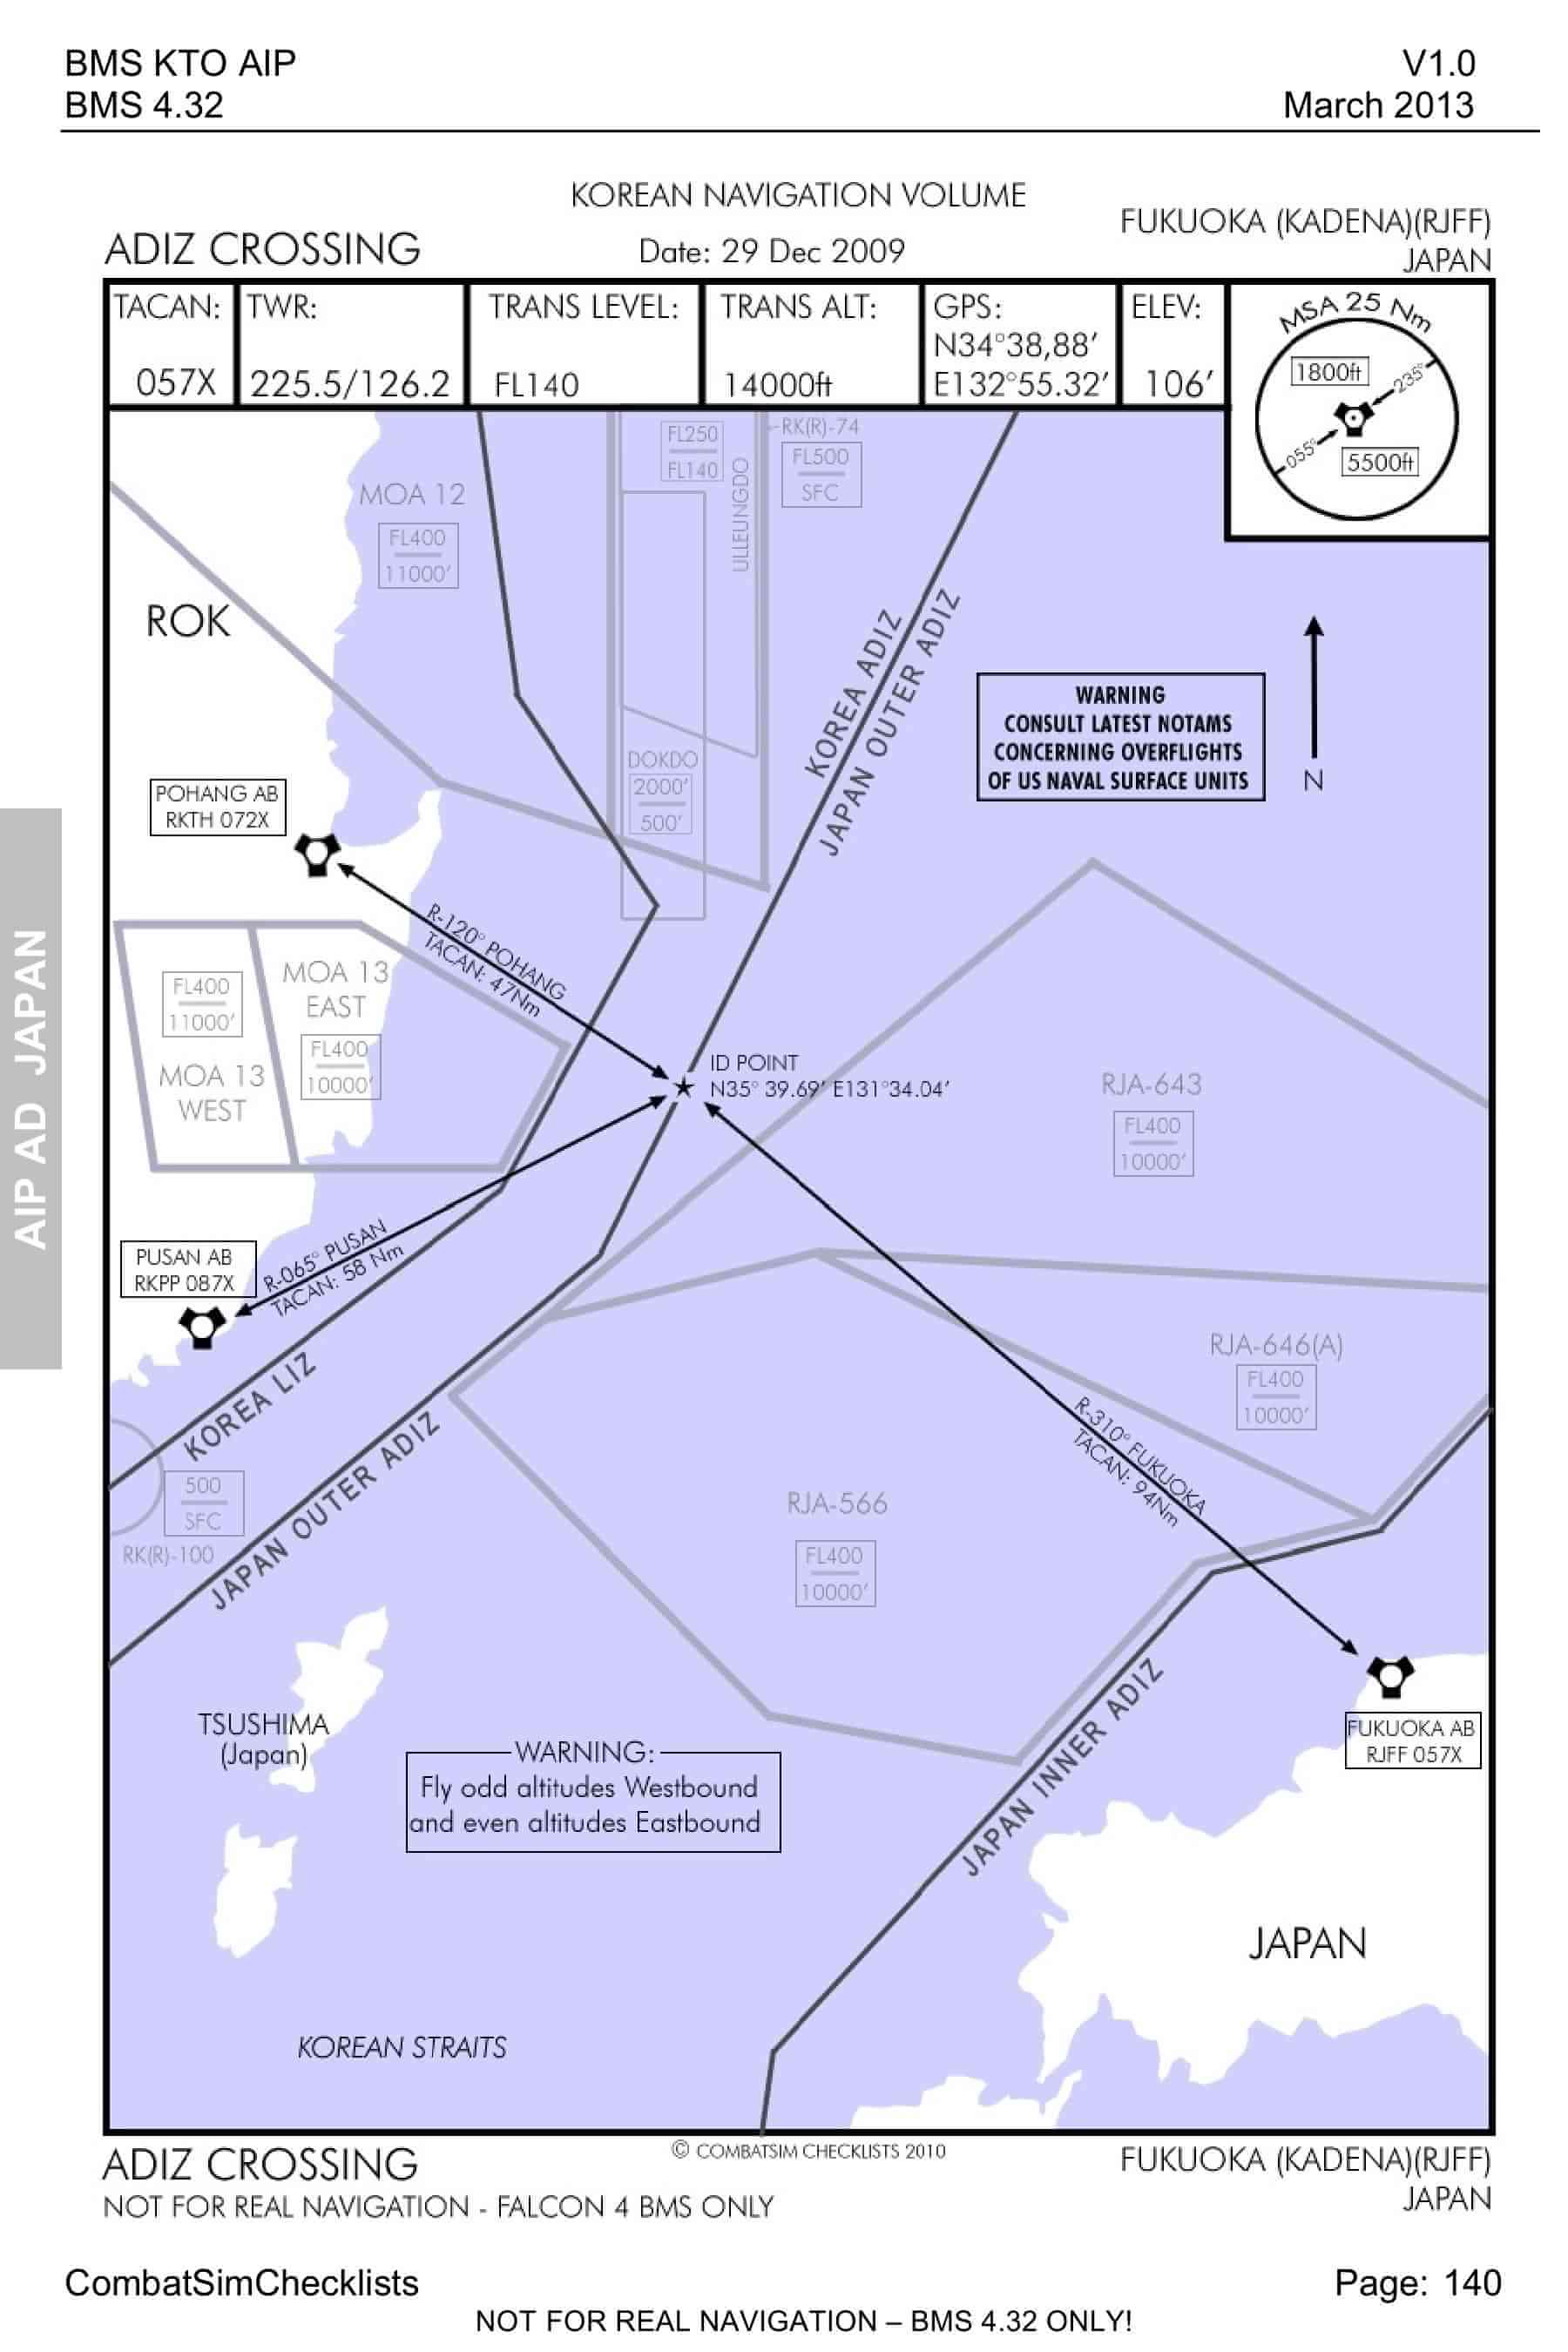 BMS KTO AIP
V1.0
BMS 4.32
March 2013
KOREAN NAVIGATION VOLUME
ADIZ CROSSING
Date: 29 Dec 2009
FUKUOKA (KADENA)(RJFF)
JAPAN
TACAN:
057X
TWR:
225.5/126.2
TRANS LEVEL:
FL140
TRANS ALT:
14000ft
GPS:
N34°38,88′
E132°55.32′
ELEV:
106′
MSA 25 Nm
1800ft
235°
055°
5500ft
FL250
FL140
ULLEUNGDO
RK(R)-74
FL500
SFC
MOA 12
FL400
11000′
ROK
KOREA ADIZ
JAPAN OUTER ADIZ
WARNING
CONSULT LATEST NOTAMS
CONCERNING OVERFLIGHTS
OF US NAVAL SURFACE UNITS
N
DOKDO
2000′
500′
POHANG AB
RKTH 072X
R-120° POHANG
TACAN: 47Nm
FL400
11000′
MOA 13
WEST
MOA 13
EAST
FL400
10000′
ID POINT
N35° 39.69′ E131°34.04′
RJA-643
FL400
10000′
PUSAN AB
RKPP 087X
R-065° PUSAN
TACAN: 58 Nm
KOREA LIZ
JAPAN OUTER ADIZ
500
SFC
RK(R)-100
RJA-646(A)
FL400
10000′
R-310° FUKUOKA
TACAN: 94Nm
RJA-566
FL400
10000′
FUKUOKA AB
RJFF 057X
JAPAN INNER ADIZ
TSUSHIMA
(Japan)
WARNING:
Fly odd altitudes Westbound
and even altitudes Eastbound
JAPAN
KOREAN STRAITS
AIP AD JAPAN
ADIZ CROSSING
© COMBATSIM CHECKLISTS 2010
FUKUOKA (KADENA)(RJFF)
JAPAN
NOT FOR REAL NAVIGATION - FALCON 4 BMS ONLY
CombatSimChecklists
Page: 140
NOT FOR REAL NAVIGATION – BMS 4.32 ONLY!